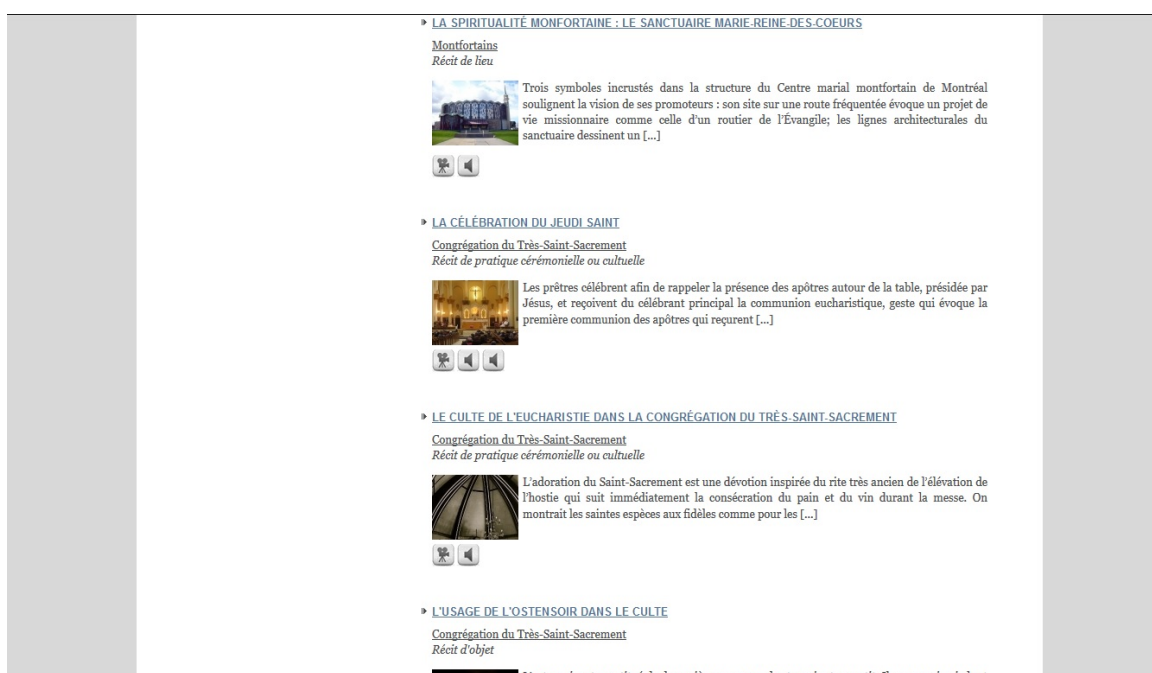 LA SPIRITUALITÉ MONFORTAINE : LE SANCTUAIRE MARIE-REINE-DES-COEURS
Montfortains
Récit de lieu
Trois symboles incrustés dans la structure du Centre marial montfortain de Montréal
soulignent la vision de ses promoteurs : son site sur une route fréquentée évoque un projet de
vie missionnaire comme celle d'un routier de l'Évangile; les lignes architecturales du
sanctuaire dessinent un [...]
LA CÉLÉBRATION DU JEUDI SAINT
Congrégation du Très-Saint-Sacrement
Récit de pratique cérémonielle ou cultuelle
Les prêtres célèbrent afin de rappeler la présence des apôtres autour de la table, présidée par
Jésus, et reçoivent du célébrant principal la communion eucharistique, geste qui évoque la
première communion des apôtres qui reçurent [...]
LE CULTE DE L'EUCHARISTIE DANS LA CONGRÉGATION DU TRÈS-SAINT-SACREMENT
Congrégation du Très-Saint-Sacrement
Récit de pratique cérémonielle ou cultuelle
L'adoration du Saint-Sacrement est une dévotion inspirée du rite très ancien de l'élévation de
l'hostie qui suit immédiatement la consécration du pain et du vin durant la messe. On
montrait les saintes espèces aux fidèles comme pour les [...]
L'USAGE DE L'OSTENSOIR DANS LE CULTE
Congrégation du Très-Saint-Sacrement
Récit d'objet